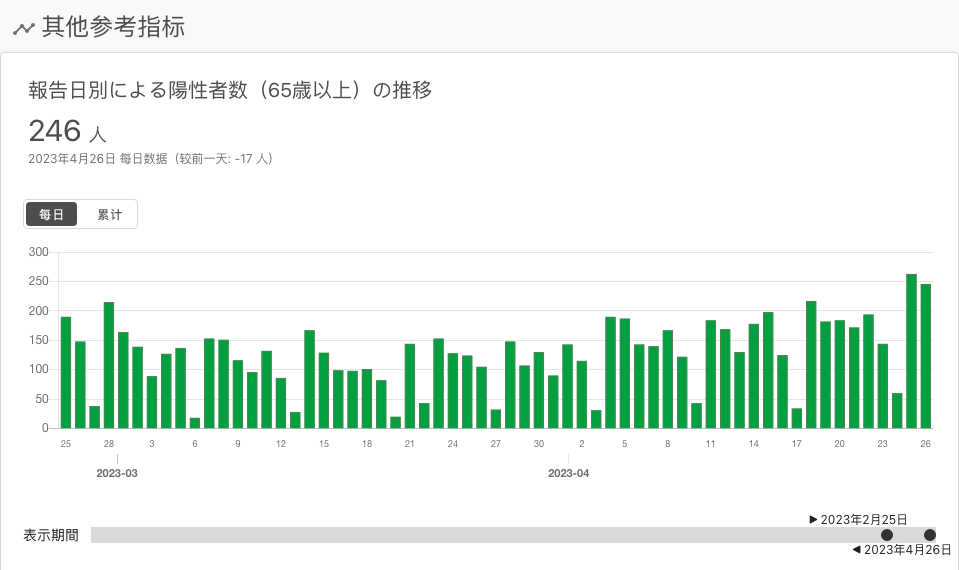 其他参考指标
報告日別による陽性者数（65歳以上）の推移
246 人
2023年4月26日 每日数据（较前一天: -17 人）
每日 累计
300
250
200
150
100
50
0
25 28 3 6 9 12 15 18 21 24 27 30 2 5 8 11 14 17 20 23 26
2023-03 2023-04
2023年2月25日
表示期間
2023年4月26日